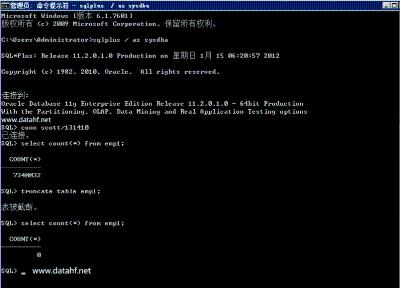 管理员: 命令提示符 - sqlplus / as sysdba
Microsoft Windows [版本 6.1.7601]
版权所有 (c) 2009 Microsoft Corporation。保留所有权利。
C:\Users\Administrator>sqlplus / as sysdba
SQL*Plus: Release 11.2.0.1.0 Production on 星期日 1月 15 06:20:57 2012
Copyright (c) 1982, 2010, Oracle.  All rights reserved.
连接到:
Oracle Database 11g Enterprise Edition Release 11.2.0.1.0 - 64bit Production
With the Partitioning, OLAP, Data Mining and Real Application Testing options
www.datahf.net
SQL> conn scott/131410
已连接。
SQL> select count(*) from emp1;
COUNT(*)
----------
7340032
SQL> truncate table emp1;
表被截断。
SQL> select count(*) from emp1;
COUNT(*)
----------
0
SQL> _ www.datahf.net